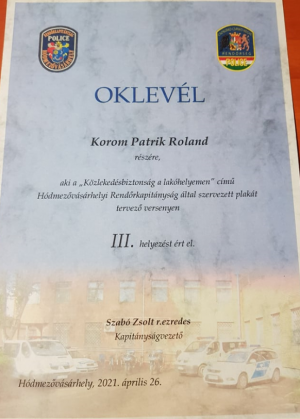 POLICE
OKLEVÉL
Korom Patrik Roland
részére,
aki a „Közlekedésbiztonság a lakóhelyemen” című
Hódmezővásárhelyi Rendőrkapitányság által szervezett plakát
tervező versenyen
III. helyezést ért el.
Szabó Zsolt r.ezredes
Kapitányságvezető
Hódmezővásárhely, 2021. április 26.